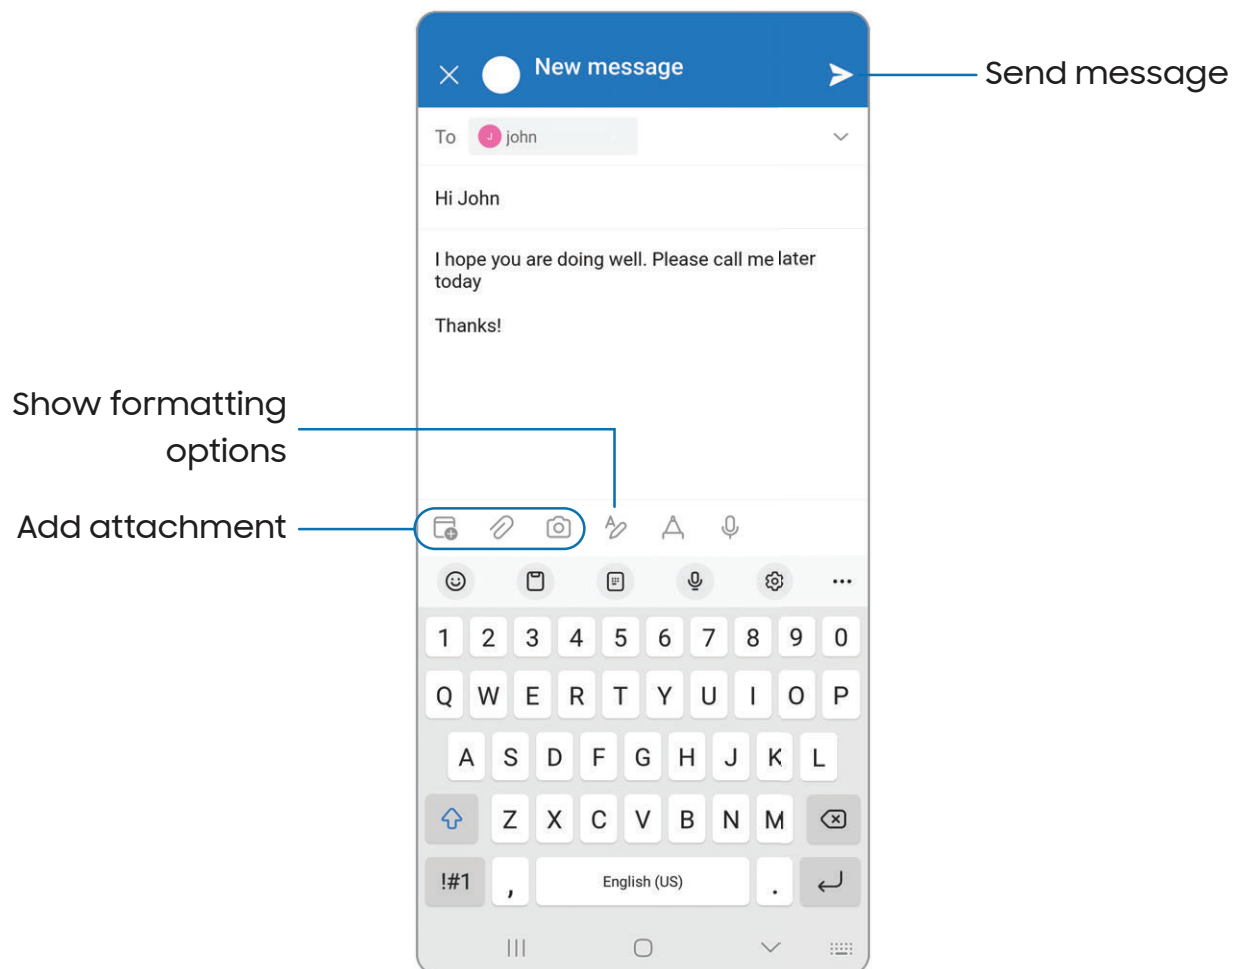 New message
Send message
To J john
Hi John
I hope you are doing well. Please call me later
today
Thanks!
Show formatting
options
Add attachment
1 2 3 4 5 6 7 8 9 0
Q W E R T Y U I O P
A S D F G H J K L
Z X C V B N M
!#1 , English (US) .